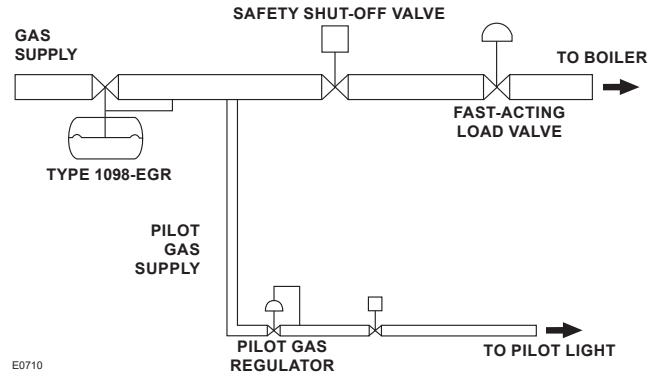 SAFETY SHUT-OFF VALVE
GAS
SUPPLY
TO BOILER
FAST-ACTING
LOAD VALVE
TYPE 1098-EGR
PILOT
GAS
SUPPLY
PILOT GAS
REGULATOR
TO PILOT LIGHT
E0710